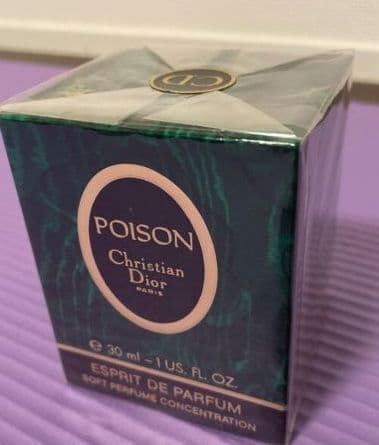 CD
POISON
Christian
Dior
PARIS
℮ 30 ml - 1 US. FL. OZ.
ESPRIT DE PARFUM
SOFT PERFUME CONCENTRATION